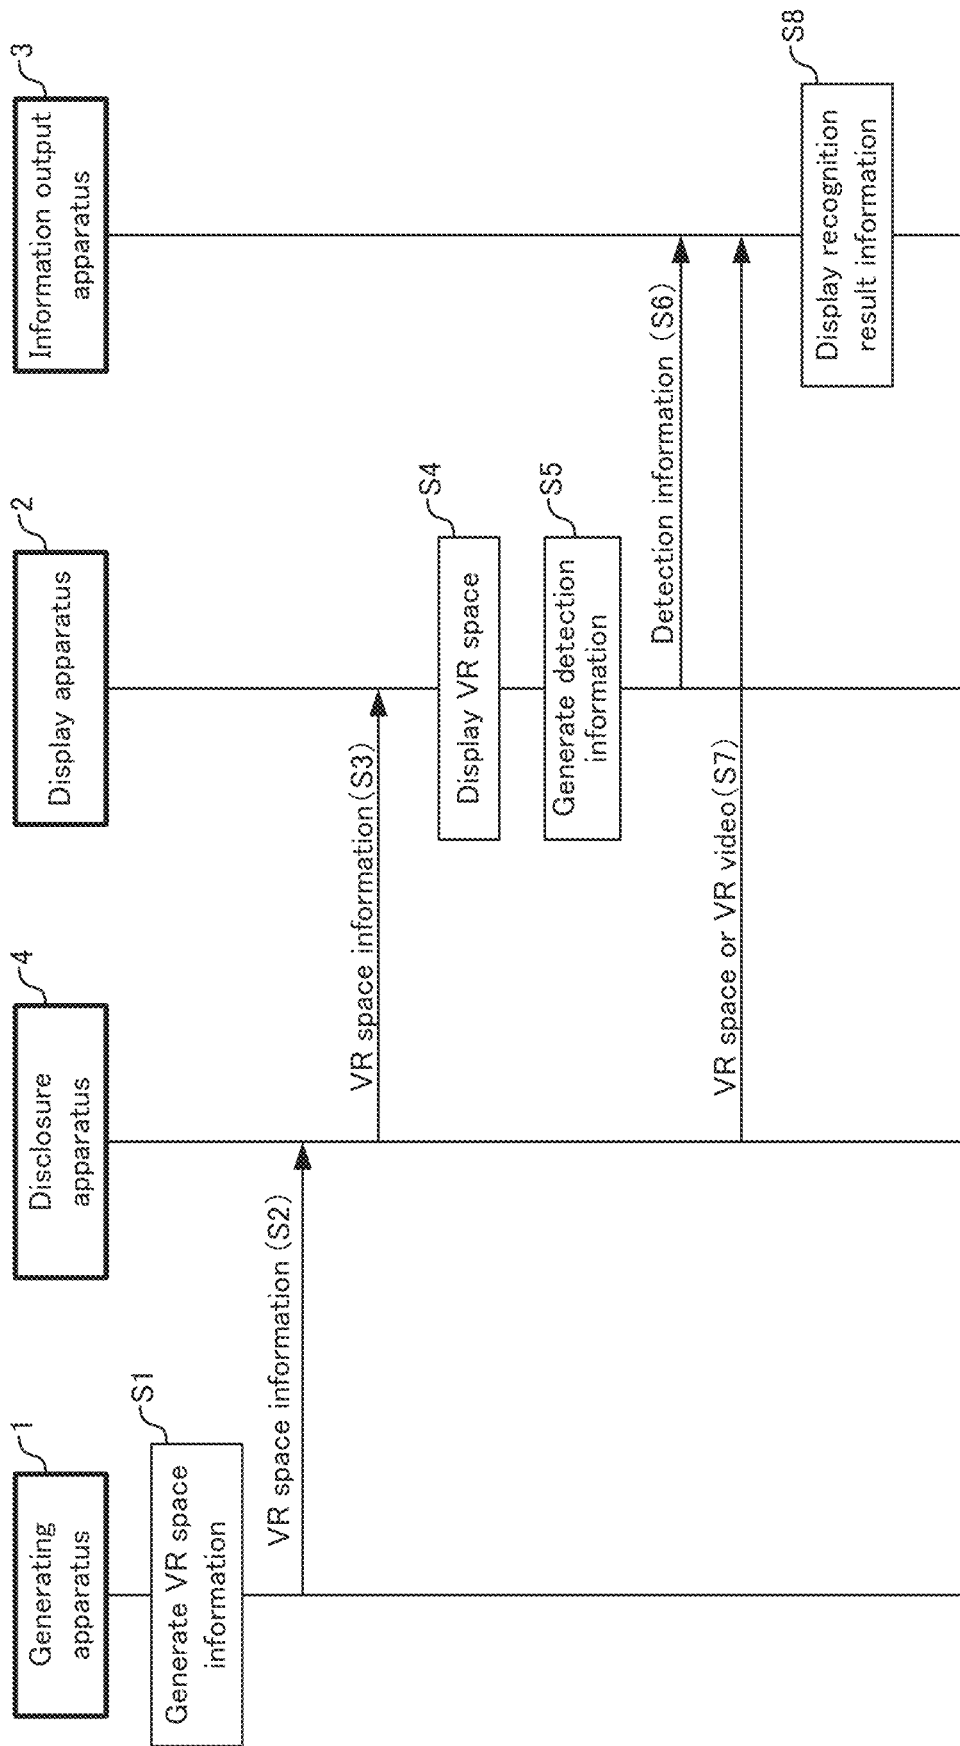 Generating
apparatus
1
Disclosure
apparatus
4
Display apparatus
2
Information output
apparatus
3
Generate VR space
information
S1
VR space information (S2)
VR space information(S3)
Display VR space
S4
Generate detection
information
S5
Detection information (S6)
VR space or VR video(S7)
Display recognition
result information
S8